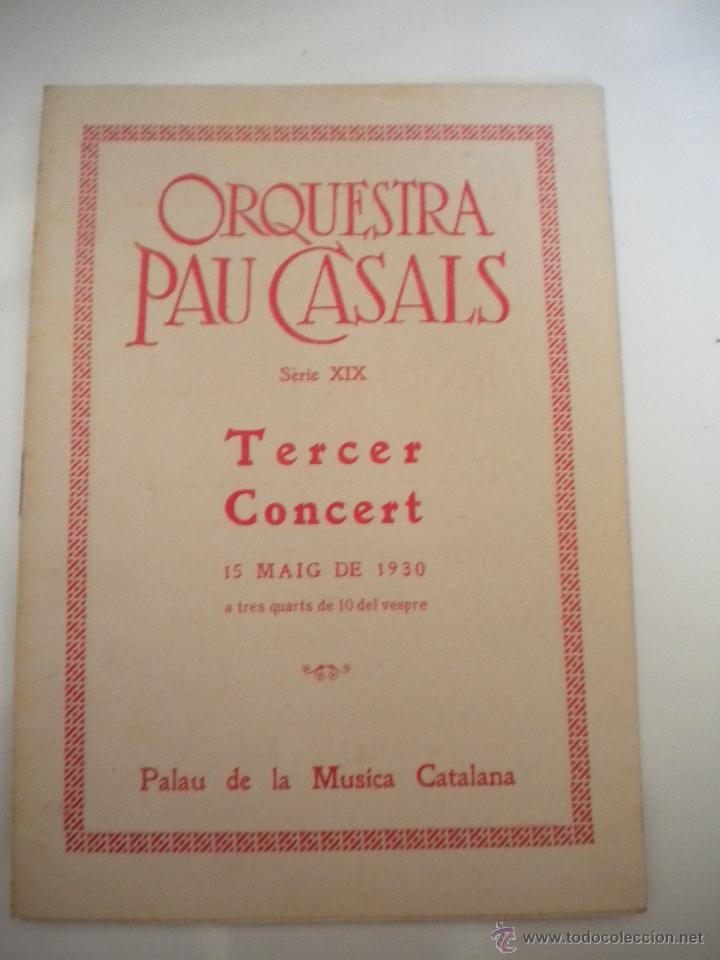 ORQUESTRA
PAU CASALS
Sèrie XIX
Tercer
Concert
15 MAIG DE 1930
a tres quarts de 10 del vespre
Palau de la Musica Catalana
www.todocoleccion.net